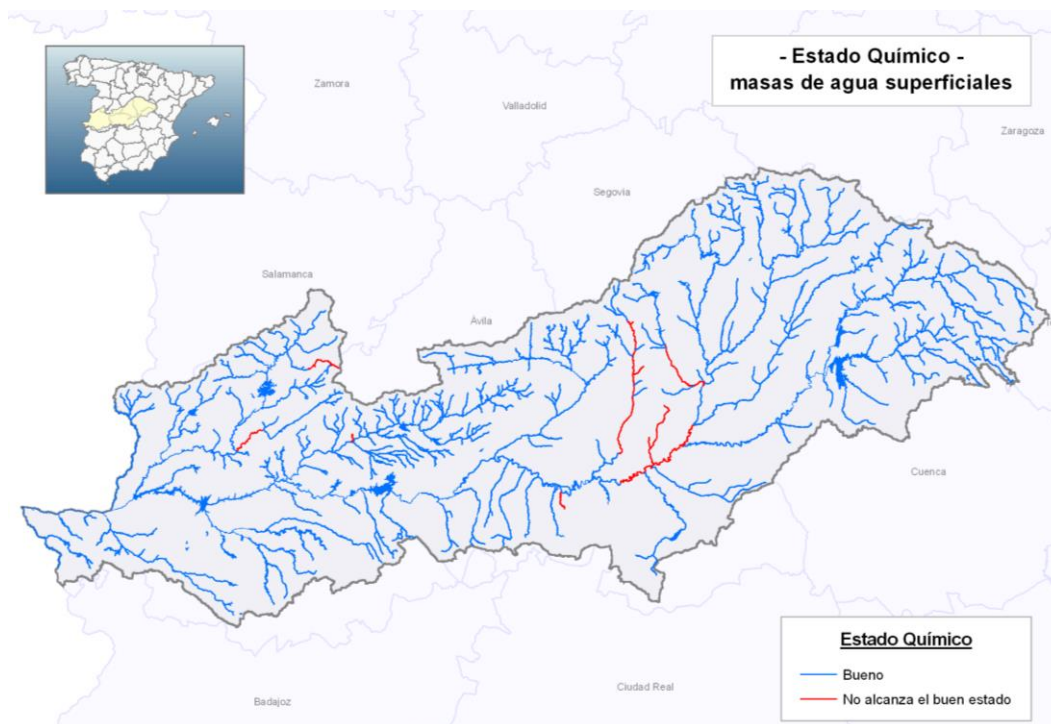 - Estado Químico -
masas de agua superficiales
Zamora
Valladolid
Zaragoza
Segovia
Salamanca
Ávila
Cuenca
Badajoz
Ciudad Real
Estado Químico
Bueno
No alcanza el buen estado